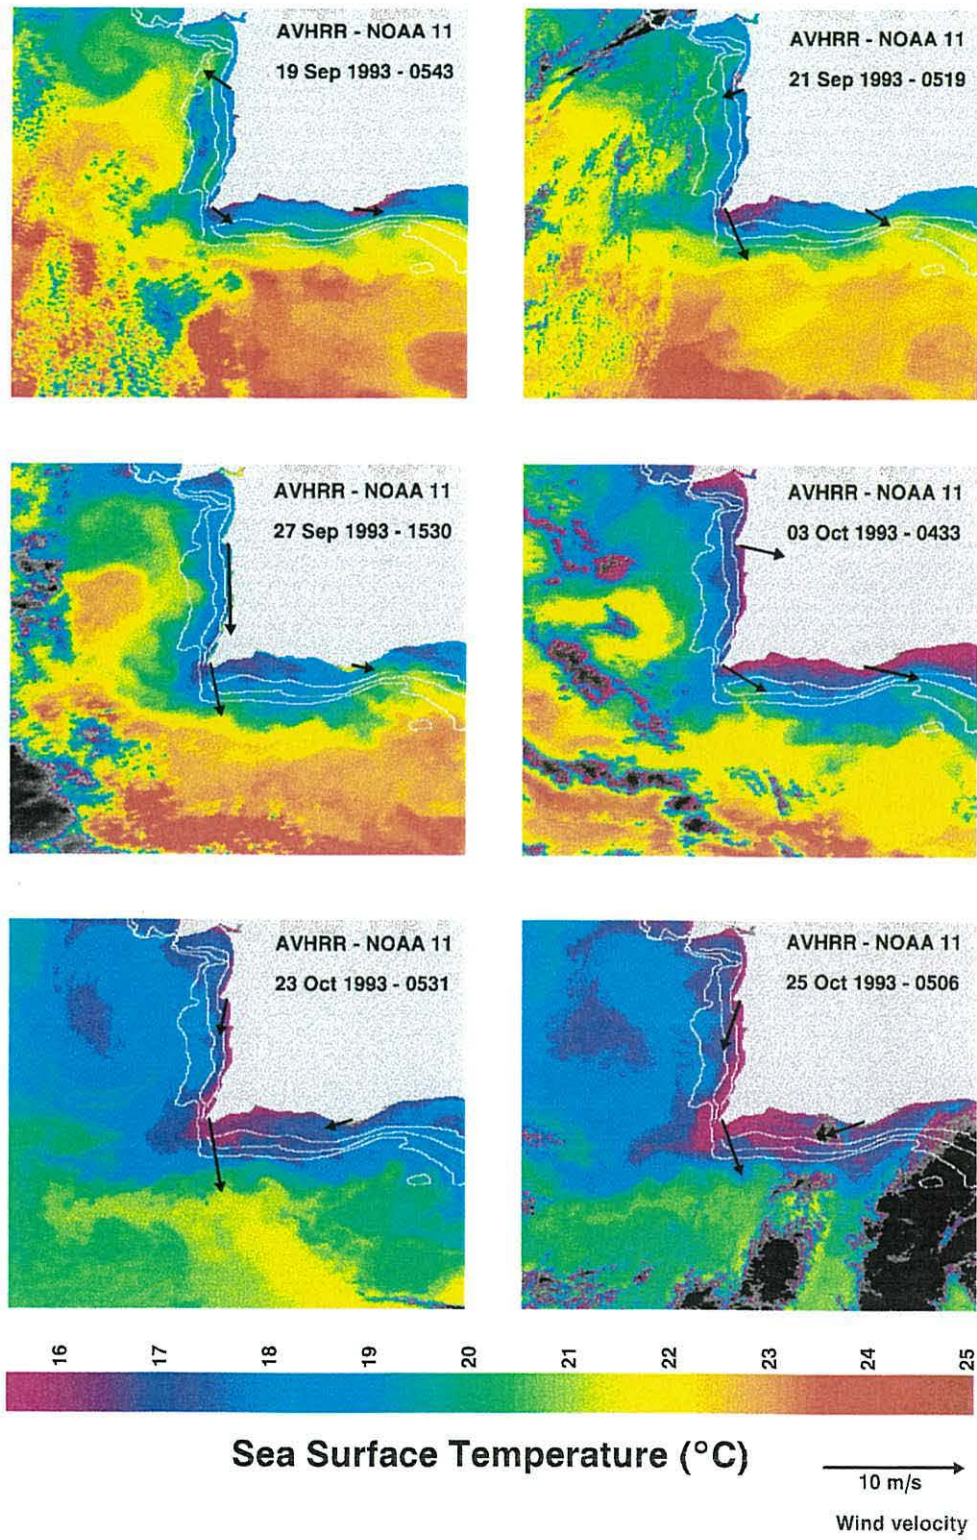 AVHRR - NOAA 11
19 Sep 1993 - 0543
AVHRR - NOAA 11
21 Sep 1993 - 0519
AVHRR - NOAA 11
27 Sep 1993 - 1530
AVHRR - NOAA 11
03 Oct 1993 - 0433
AVHRR - NOAA 11
23 Oct 1993 - 0531
AVHRR - NOAA 11
25 Oct 1993 - 0506
16 17 18 19 20 21 22 23 24 25
Sea Surface Temperature (°C)
10 m/s
Wind velocity